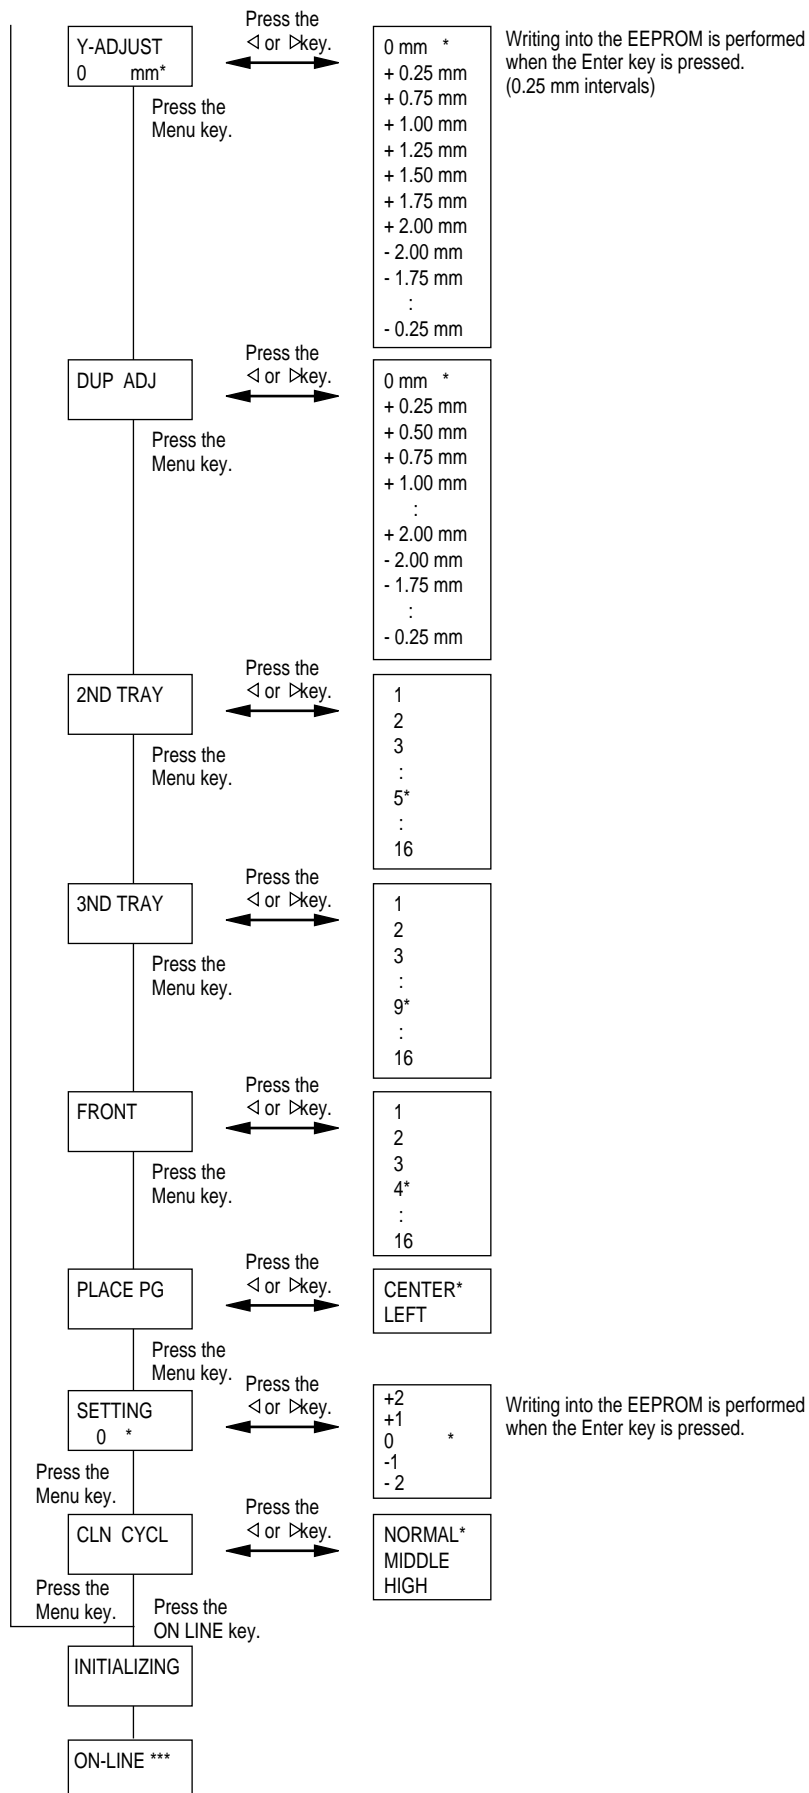 Press the
◁ or ▷key.
Y-ADJUST
0 mm*
Press the
Menu key.
0 mm *
+ 0.25 mm
+ 0.75 mm
+ 1.00 mm
+ 1.25 mm
+ 1.50 mm
+ 1.75 mm
+ 2.00 mm
- 2.00 mm
- 1.75 mm
:
- 0.25 mm
Writing into the EEPROM is performed
when the Enter key is pressed.
(0.25 mm intervals)
Press the
◁ or ▷key.
DUP ADJ
Press the
Menu key.
0 mm *
+ 0.25 mm
+ 0.50 mm
+ 0.75 mm
+ 1.00 mm
:
+ 2.00 mm
- 2.00 mm
- 1.75 mm
:
- 0.25 mm
Press the
◁ or ▷key.
2ND TRAY
Press the
Menu key.
1
2
3
:
5*
:
16
Press the
◁ or ▷key.
3ND TRAY
Press the
Menu key.
1
2
3
:
9*
:
16
Press the
◁ or ▷key.
FRONT
Press the
Menu key.
1
2
3
4*
:
16
Press the
◁ or ▷key.
PLACE PG
Press the
Menu key.
CENTER*
LEFT
Press the
◁ or ▷key.
SETTING
0 *
Press the
Menu key.
+2
+1
0 *
-1
- 2
Writing into the EEPROM is performed
when the Enter key is pressed.
Press the
◁ or ▷key.
CLN CYCL
Press the
Menu key.
NORMAL*
MIDDLE
HIGH
Press the
ON LINE key.
INITIALIZING
ON-LINE ***